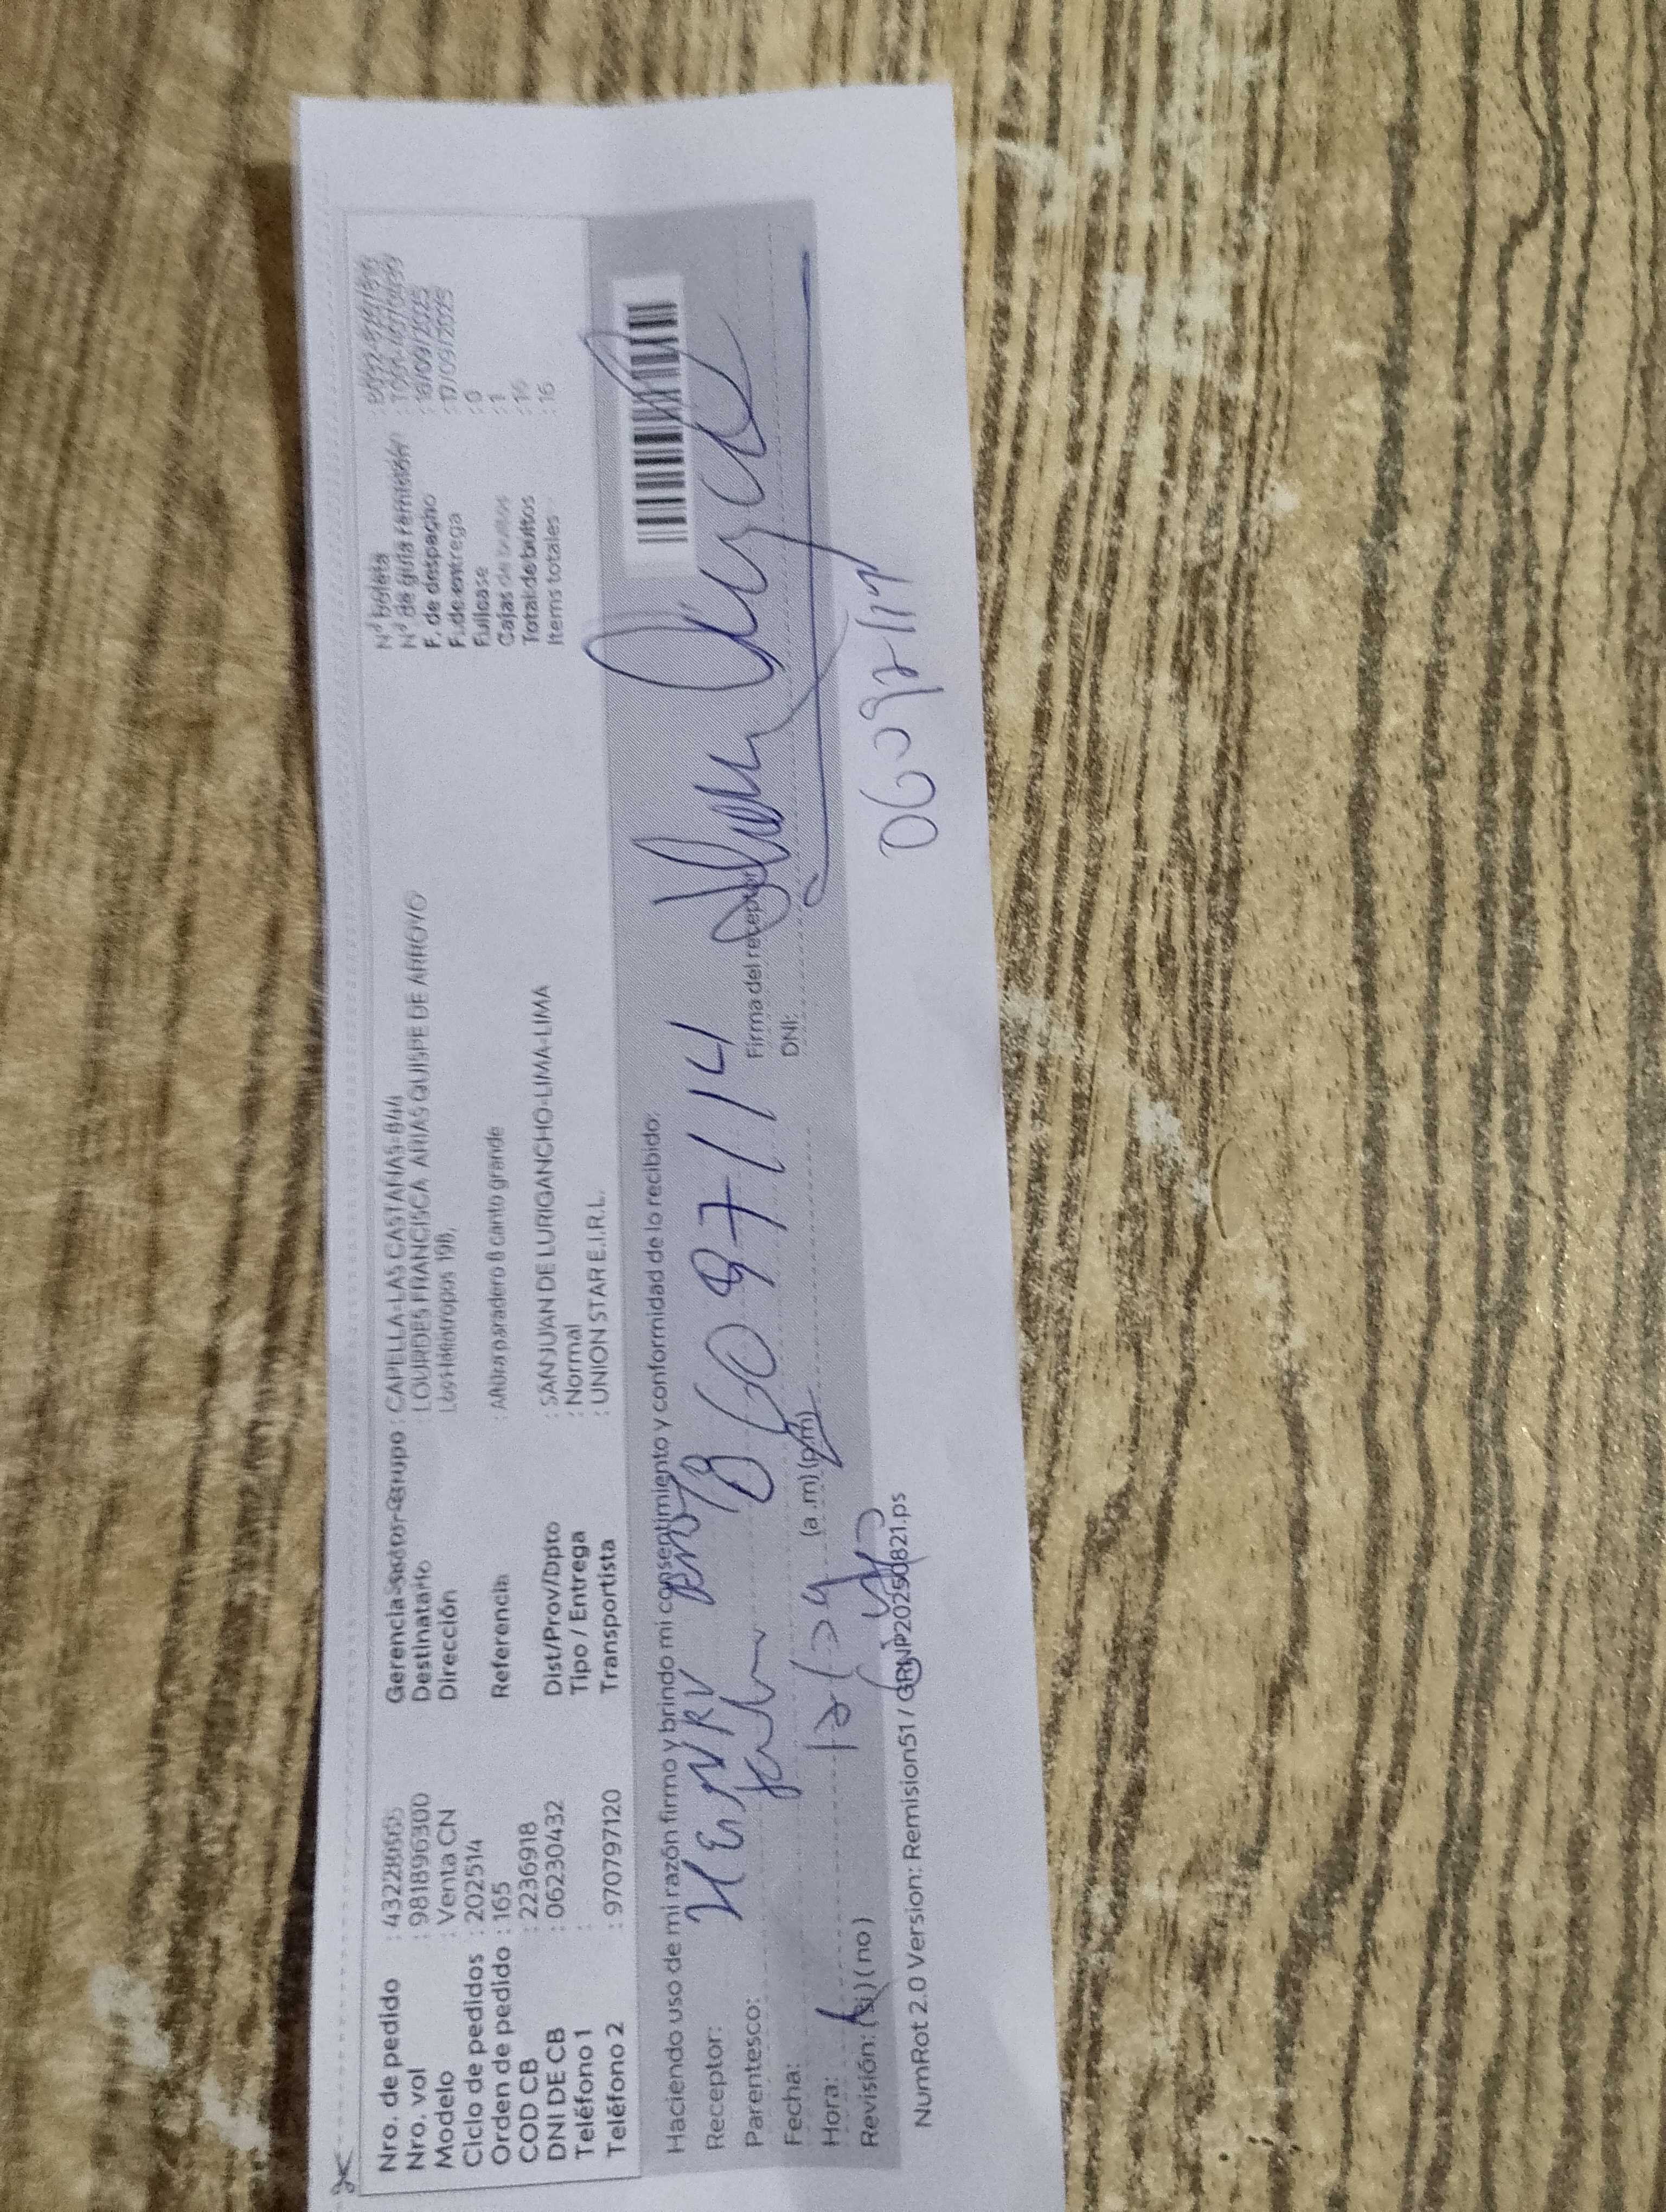 Nro. de pedido : 432286665
Nro. vol : 981896300
Modelo : Venta CN
Ciclo de pedidos : 202514
Orden de pedido : 165
COD CB : 2236918
DNI DE CB : 06230432
Teléfono 1 :
Teléfono 2 : 970797120
Gerencia-Sector-Grupo : CAPELLA-LAS CASTAÑAS-844
Destinatario : LOURDES FRANCISCA ARIAS QUISPE DE ARROYO
Dirección 198,
Referencia : Altura paradero 8 canto grande
Dist/Prov/Dpto : SAN JUAN DE LURIGANCHO-LIMA-LIMA
Tipo / Entrega : Normal
Transportista : UNION STAR E.I.R.L.
N° boleta
N° de guía remisión
F. de despacho : 16/09/2025
F. de entrega : 17/09/2025
Fullcase : 0
Cajas de bultos : 1
Total de bultos : 16
Items totales : 16
Haciendo uso de mi razón firmo y brindo mi consentimiento y conformidad de lo recibido:
Receptor: HENRY
Parentesco:
Fecha:
Hora: (a .m) (p.m)
Revisión: ( si ) ( no )
Firma del receptor
DNI:
NumRot 2.0 Version: Remision51 / GRNP20250821.ps